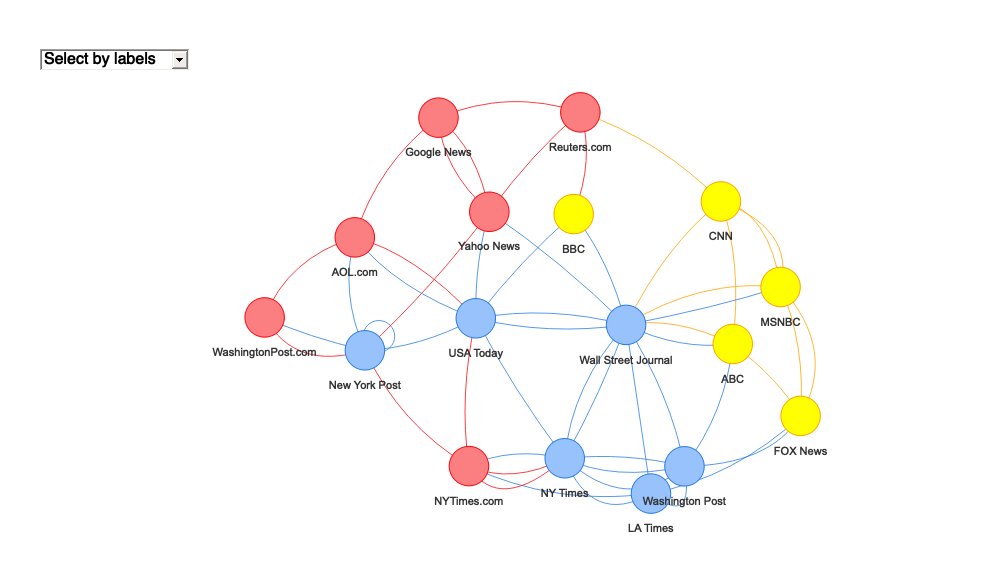 Select by labels
Google News
Reuters.com
Yahoo News
BBC
CNN
AOL.com
MSNBC
WashingtonPost.com
USA Today
Wall Street Journal
New York Post
ABC
FOX News
NYTimes.com
NY Times
Washington Post
LA Times